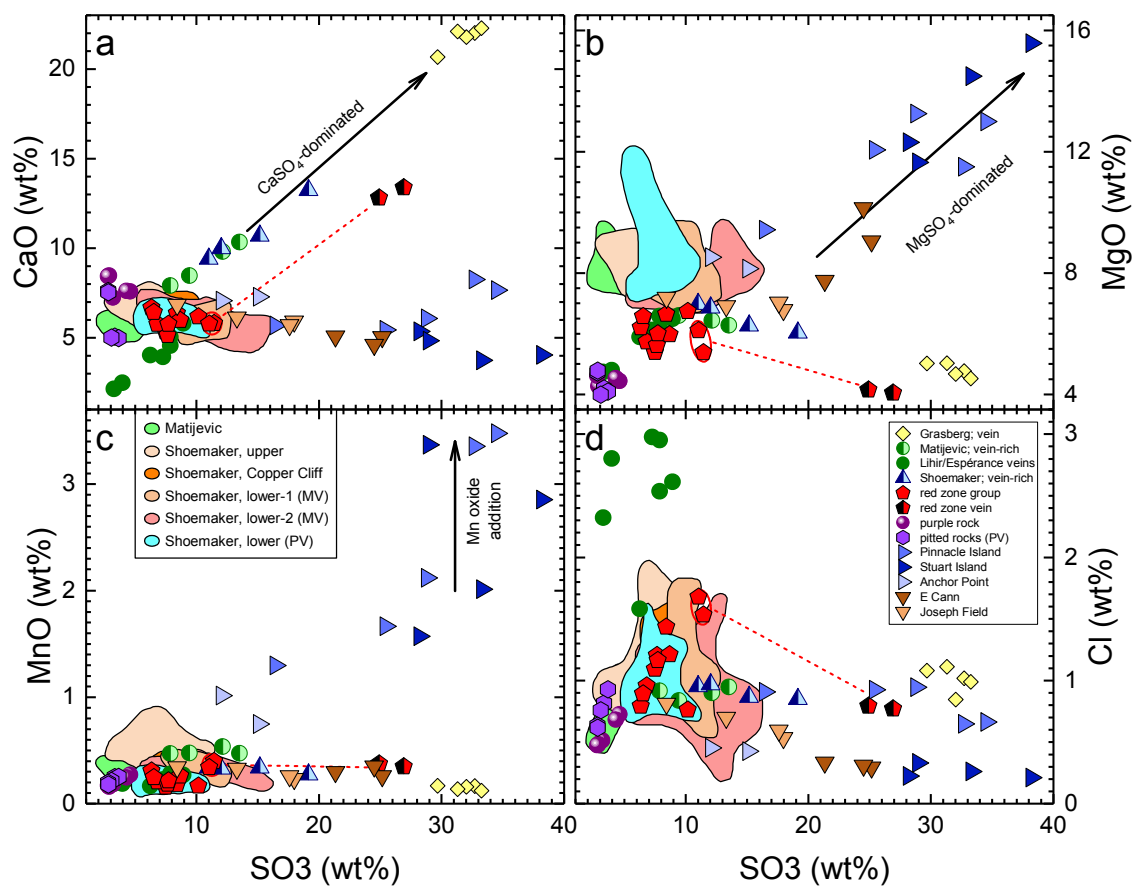 a
CaO (wt%)
20
15
10
5
CaSO4-dominated
b
MgO (wt%)
16
12
8
4
MgSO4-dominated
c
MnO (wt%)
3
2
1
0
Matijevic
Shoemaker, upper
Shoemaker, Copper Cliff
Shoemaker, lower-1 (MV)
Shoemaker, lower-2 (MV)
Shoemaker, lower (PV)
Mn oxide
addition
10
20
30
40
SO3 (wt%)
d
Cl (wt%)
3
2
1
0
Grasberg; vein
Matijevic; vein-rich
Lihir/Espérance veins
Shoemaker; vein-rich
red zone group
red zone vein
purple rock
pitted rocks (PV)
Pinnacle Island
Stuart Island
Anchor Point
E Cann
Joseph Field
10
20
30
40
SO3 (wt%)